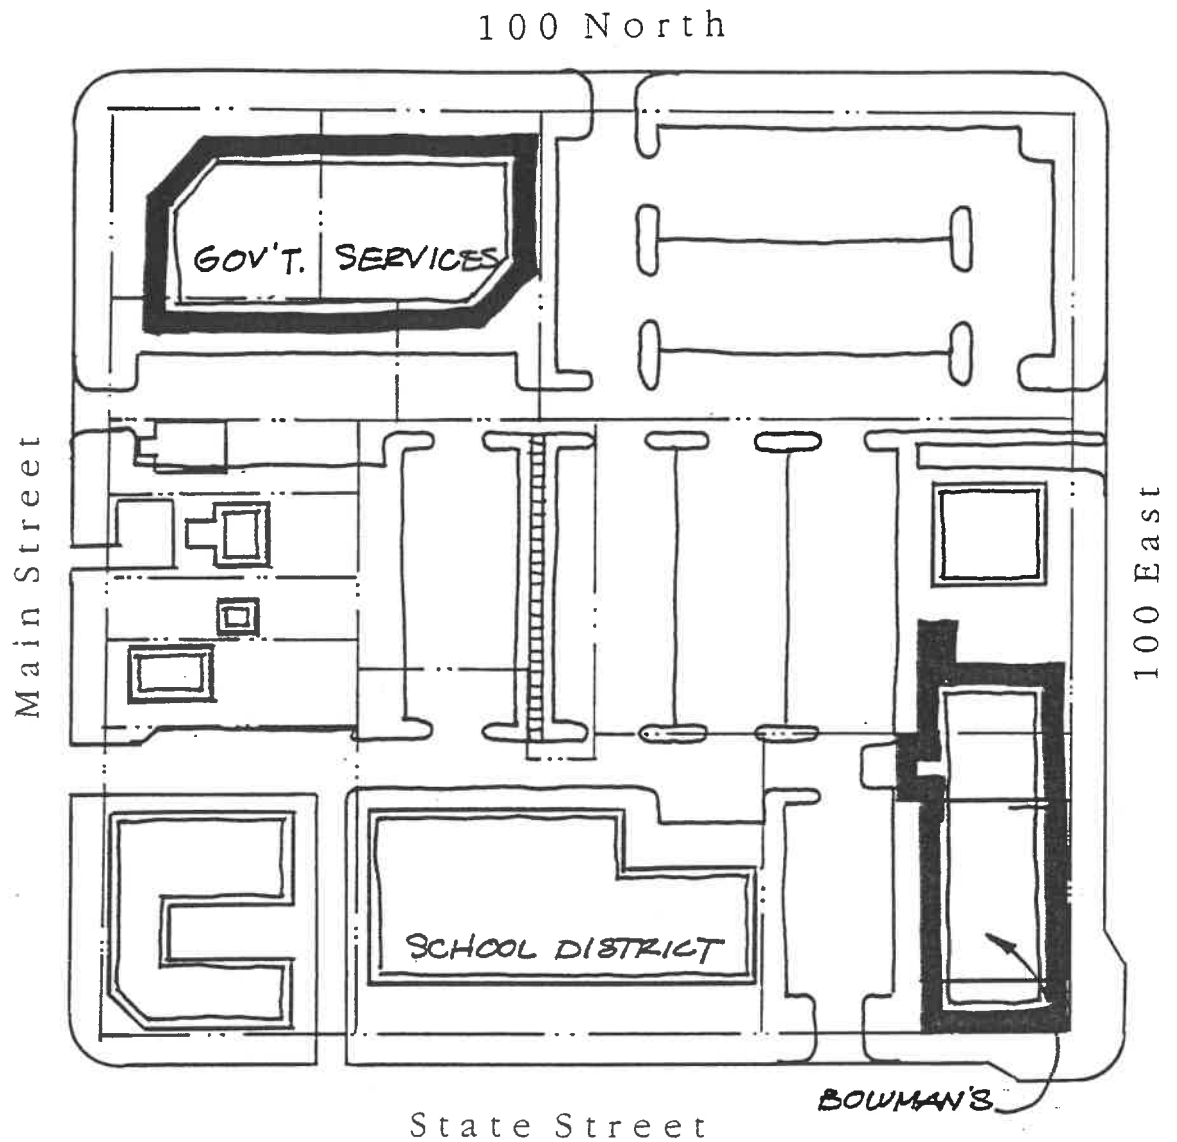 100 North
GOV'T. SERVICES
Main Street
100 East
SCHOOL DISTRICT
BOWMAN'S
State Street